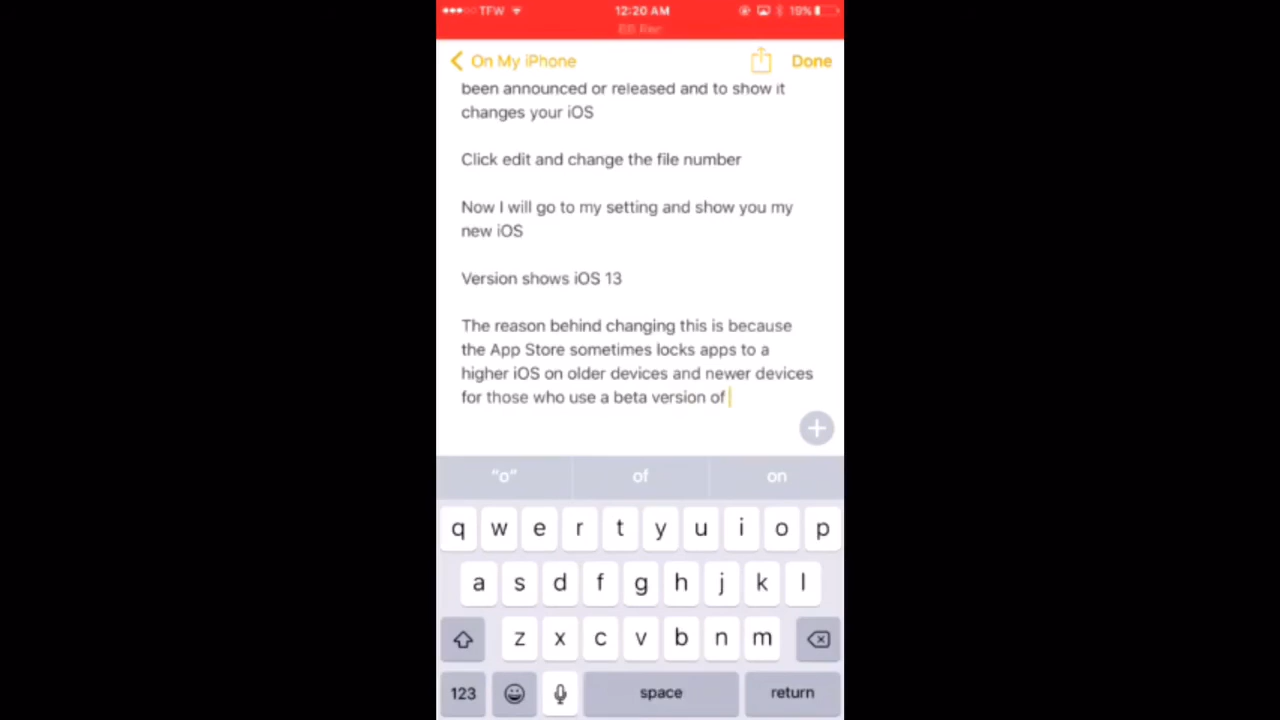 TFW 12:20 AM 19%
On My iPhone Done
been announced or released and to show it
changes your iOS
Click edit and change the file number
Now I will go to my setting and show you my
new iOS
Version shows iOS 13
The reason behind changing this is because
the App Store sometimes locks apps to a
higher iOS on older devices and newer devices
for those who use a beta version of
"o" of on
q w e r t y u i o p
a s d f g h j k l
z x c v b n m
123 space return